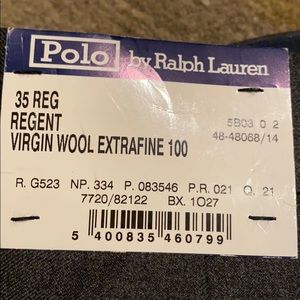 Polo by Ralph Lauren
35 REG
REGENT 5B03 0 2
VIRGIN WOOL EXTRAFINE 100 48-48068/14
R. G523 NP. 334 P. 083546 P.R. 021 Q. 21
7720/82122 BX. 1027
5 400835 460799